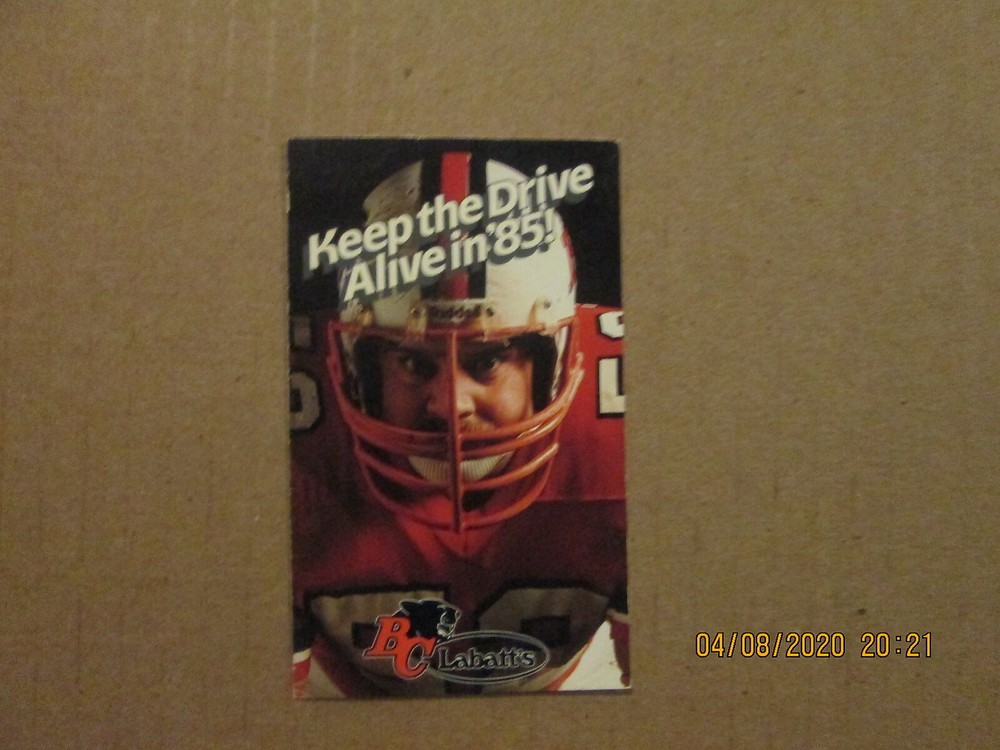 Keep the Drive
Alive in '85!
Riddell
BC
Labatt's
04/08/2020 20:21